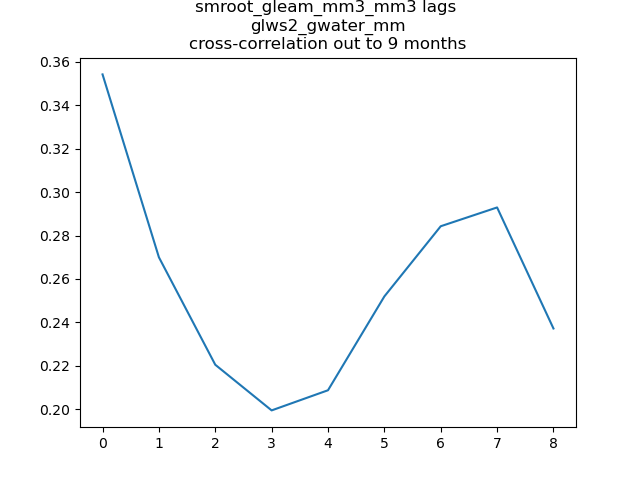 smroot_gleam_mm3_mm3 lags
glws2_gwater_mm
cross-correlation out to 9 months
0.36
0.34
0.32
0.30
0.28
0.26
0.24
0.22
0.20
0 1 2 3 4 5 6 7 8